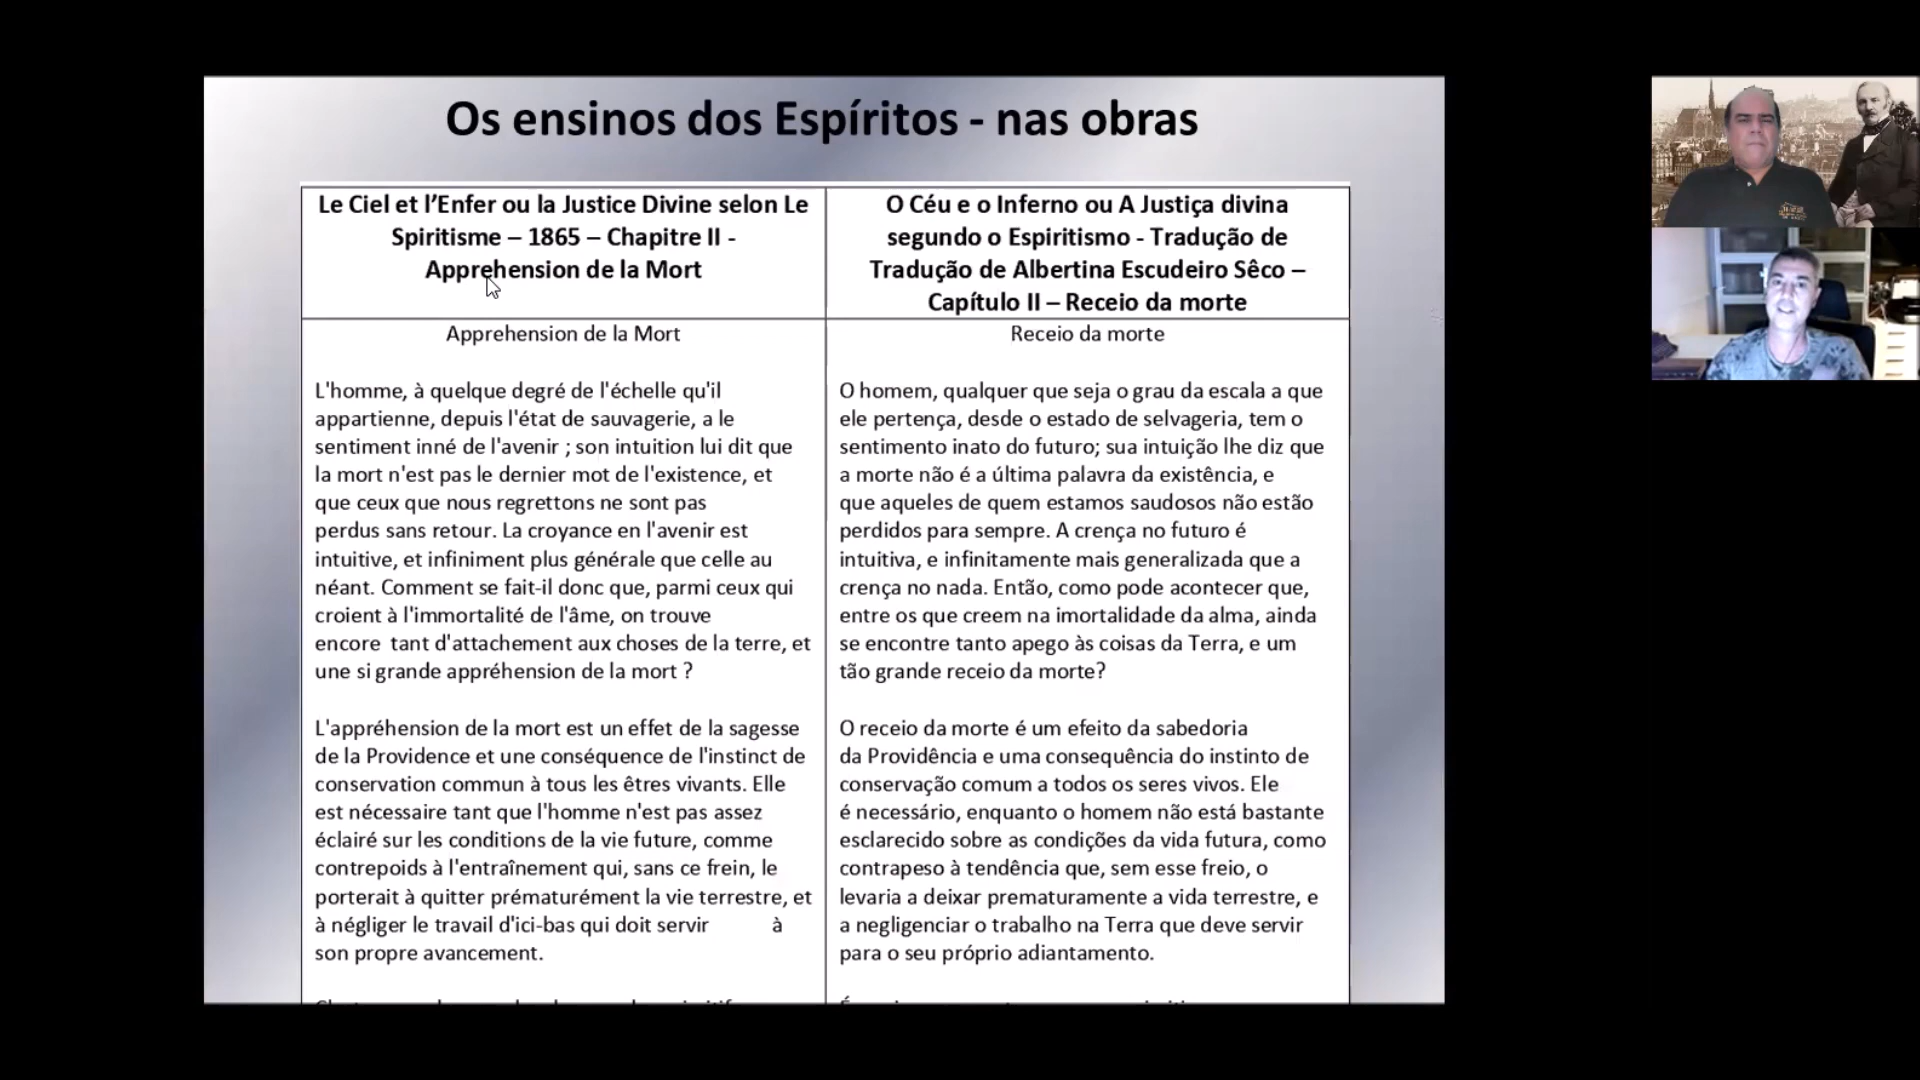 Os ensinos dos Espíritos - nas obras
Le Ciel et l’Enfer ou la Justice Divine selon Le
Spiritisme – 1865 – Chapitre II -
Apprehension de la Mort
O Céu e o Inferno ou A Justiça divina
segundo o Espiritismo - Tradução de
Tradução de Albertina Escudeiro Sêco –
Capítulo II – Receio da morte
Apprehension de la Mort
L'homme, à quelque degré de l'échelle qu'il
appartienne, depuis l'état de sauvagerie, a le
sentiment inné de l'avenir ; son intuition lui dit que
la mort n'est pas le dernier mot de l'existence, et
que ceux que nous regrettons ne sont pas
perdus sans retour. La croyance en l'avenir est
intuitive, et infiniment plus générale que celle au
néant. Comment se fait-il donc que, parmi ceux qui
croient à l'immortalité de l'âme, on trouve
encore tant d'attachement aux choses de la terre, et
une si grande appréhension de la mort ?
L'appréhension de la mort est un effet de la sagesse
de la Providence et une conséquence de l'instinct de
conservation commun à tous les êtres vivants. Elle
est nécessaire tant que l'homme n'est pas assez
éclairé sur les conditions de la vie future, comme
contrepoids à l'entraînement qui, sans ce frein, le
porterait à quitter prématurément la vie terrestre, et
à négliger le travail d'ici-bas qui doit servir à
son propre avancement.
Receio da morte
O homem, qualquer que seja o grau da escala a que
ele pertença, desde o estado de selvageria, tem o
sentimento inato do futuro; sua intuição lhe diz que
a morte não é a última palavra da existência, e
que aqueles de quem estamos saudosos não estão
perdidos para sempre. A crença no futuro é
intuitiva, e infinitamente mais generalizada que a
crença no nada. Então, como pode acontecer que,
entre os que creem na imortalidade da alma, ainda
se encontre tanto apego às coisas da Terra, e um
tão grande receio da morte?
O receio da morte é um efeito da sabedoria
da Providência e uma consequência do instinto de
conservação comum a todos os seres vivos. Ele
é necessário, enquanto o homem não está bastante
esclarecido sobre as condições da vida futura, como
contrapeso à tendência que, sem esse freio, o
levaria a deixar prematuramente a vida terrestre, e
a negligenciar o trabalho na Terra que deve servir
para o seu próprio adiantamento.